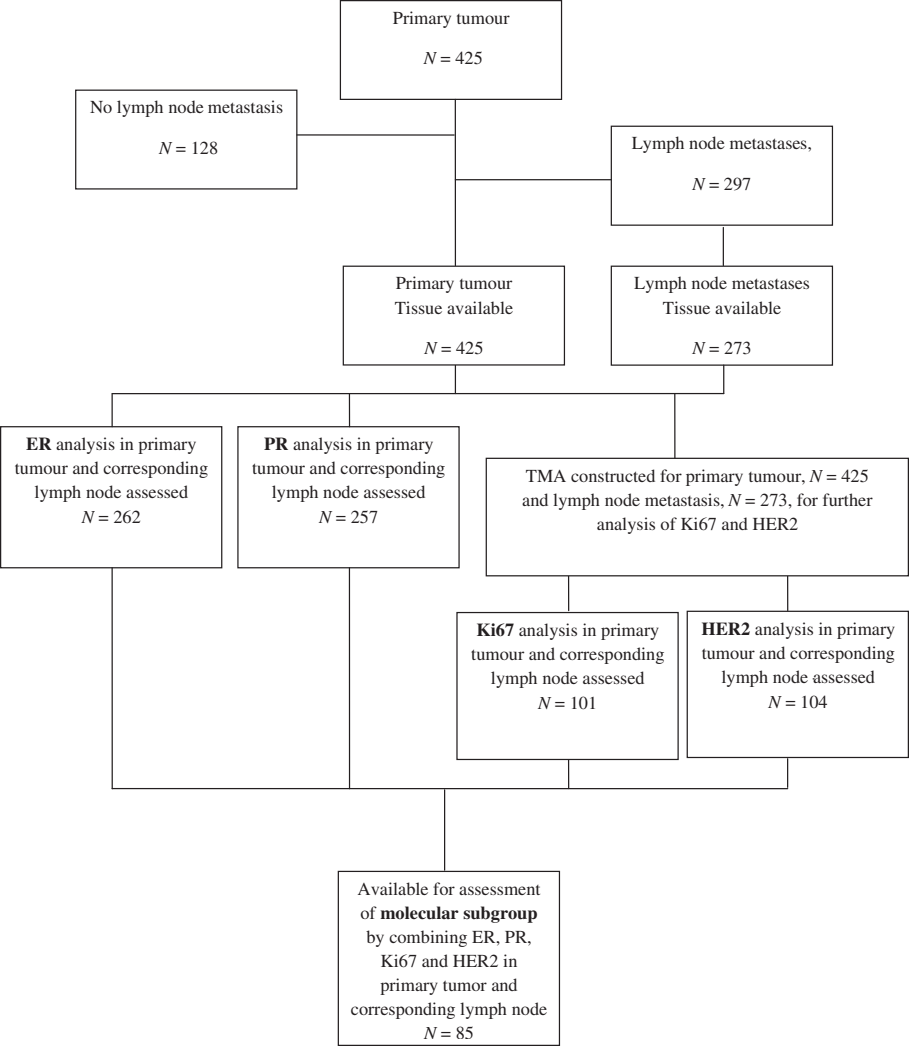 Primary tumour
N = 425
No lymph node metastasis
N = 128
Lymph node metastases,
N = 297
Primary tumour
Tissue available
N = 425
Lymph node metastases
Tissue available
N = 273
ER analysis in primary
tumour and corresponding
lymph node assessed
N = 262
PR analysis in primary
tumour and corresponding
lymph node assessed
N = 257
TMA constructed for primary tumour, N = 425
and lymph node metastasis, N = 273, for further
analysis of Ki67 and HER2
Ki67 analysis in primary
tumour and corresponding
lymph node assessed
N = 101
HER2 analysis in primary
tumour and corresponding
lymph node assessed
N = 104
Available for assessment
of molecular subgroup
by combining ER, PR,
Ki67 and HER2 in
primary tumor and
corresponding lymph node
N = 85